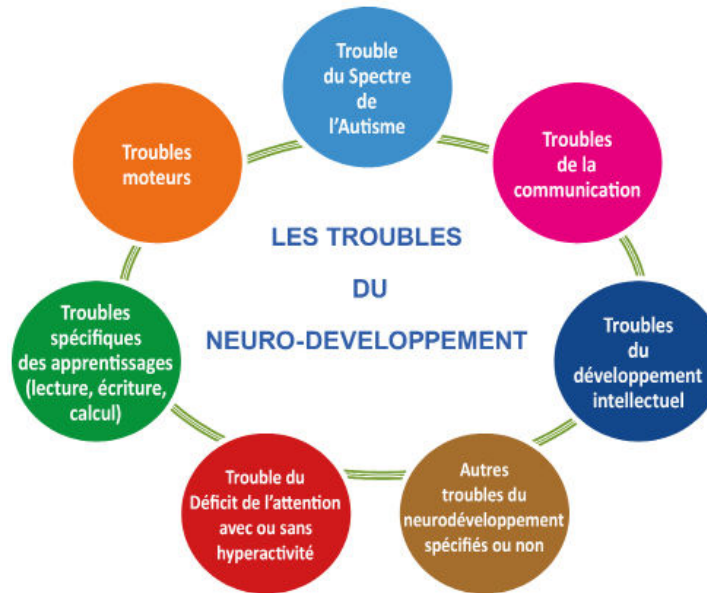 Trouble
du Spectre
de
l'Autisme
Troubles
de la
communication
Troubles
du
développement
intellectuel
Autres
troubles du
neurodéveloppement
spécifiés ou non
Trouble du
Déficit de l'attention
avec ou sans
hyperactivité
Troubles
spécifiques
des apprentissages
(lecture, écriture,
calcul)
Troubles
moteurs
LES TROUBLES
DU
NEURO-DEVELOPPEMENT